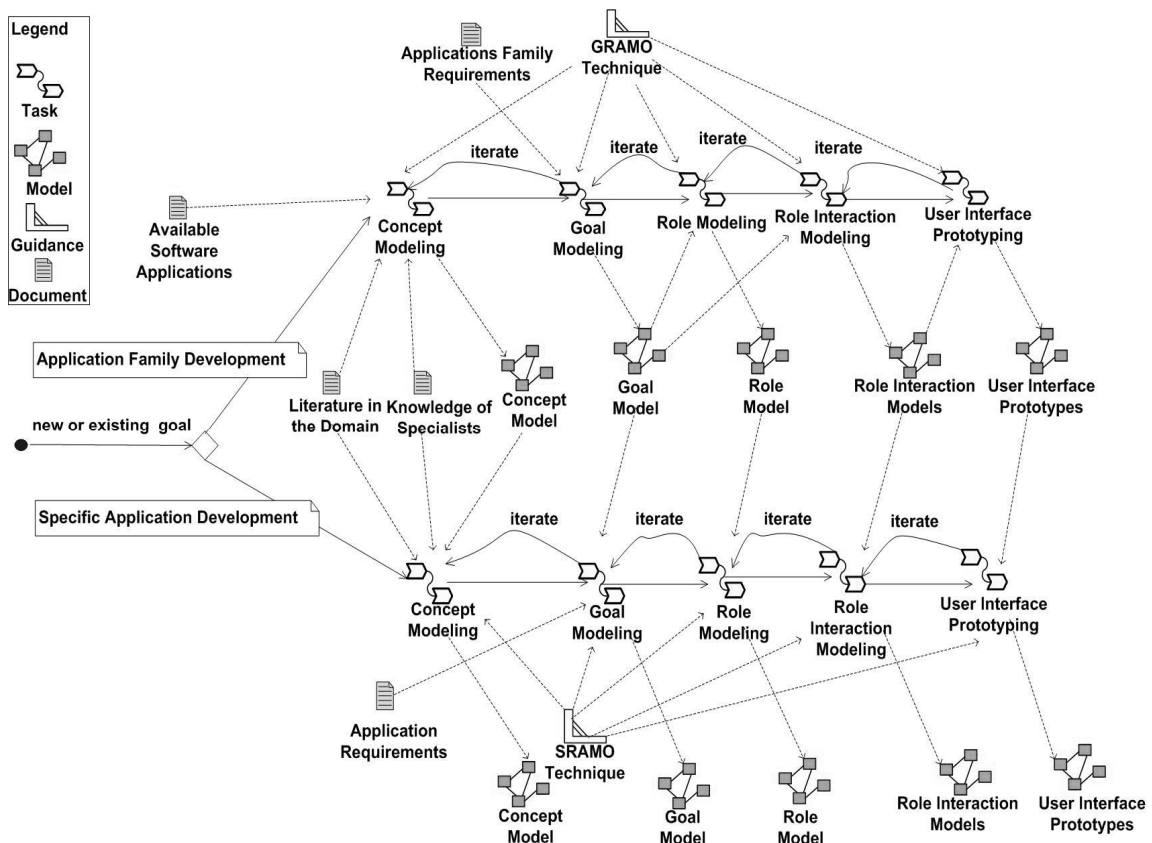 Legend
Task
Model
Guidance
Document
Applications Family
Requirements
GRAMO
Technique
iterate
iterate
iterate
iterate
Available
Software
Applications
Concept
Modeling
Goal
Modeling
Role Modeling
Role Interaction
Modeling
User Interface
Prototyping
Application Family Development
Literature in
the Domain
Knowledge of
Specialists
Concept
Model
Goal
Model
Role
Model
Role Interaction
Models
User Interface
Prototypes
new or existing goal
Specific Application Development
iterate
iterate
iterate
iterate
Concept
Modeling
Goal
Modeling
Role
Modeling
Role
Interaction
Modeling
User Interface
Prototyping
Application
Requirements
SRAMO
Technique
Concept
Model
Goal
Model
Role
Model
Role Interaction
Models
User Interface
Prototypes